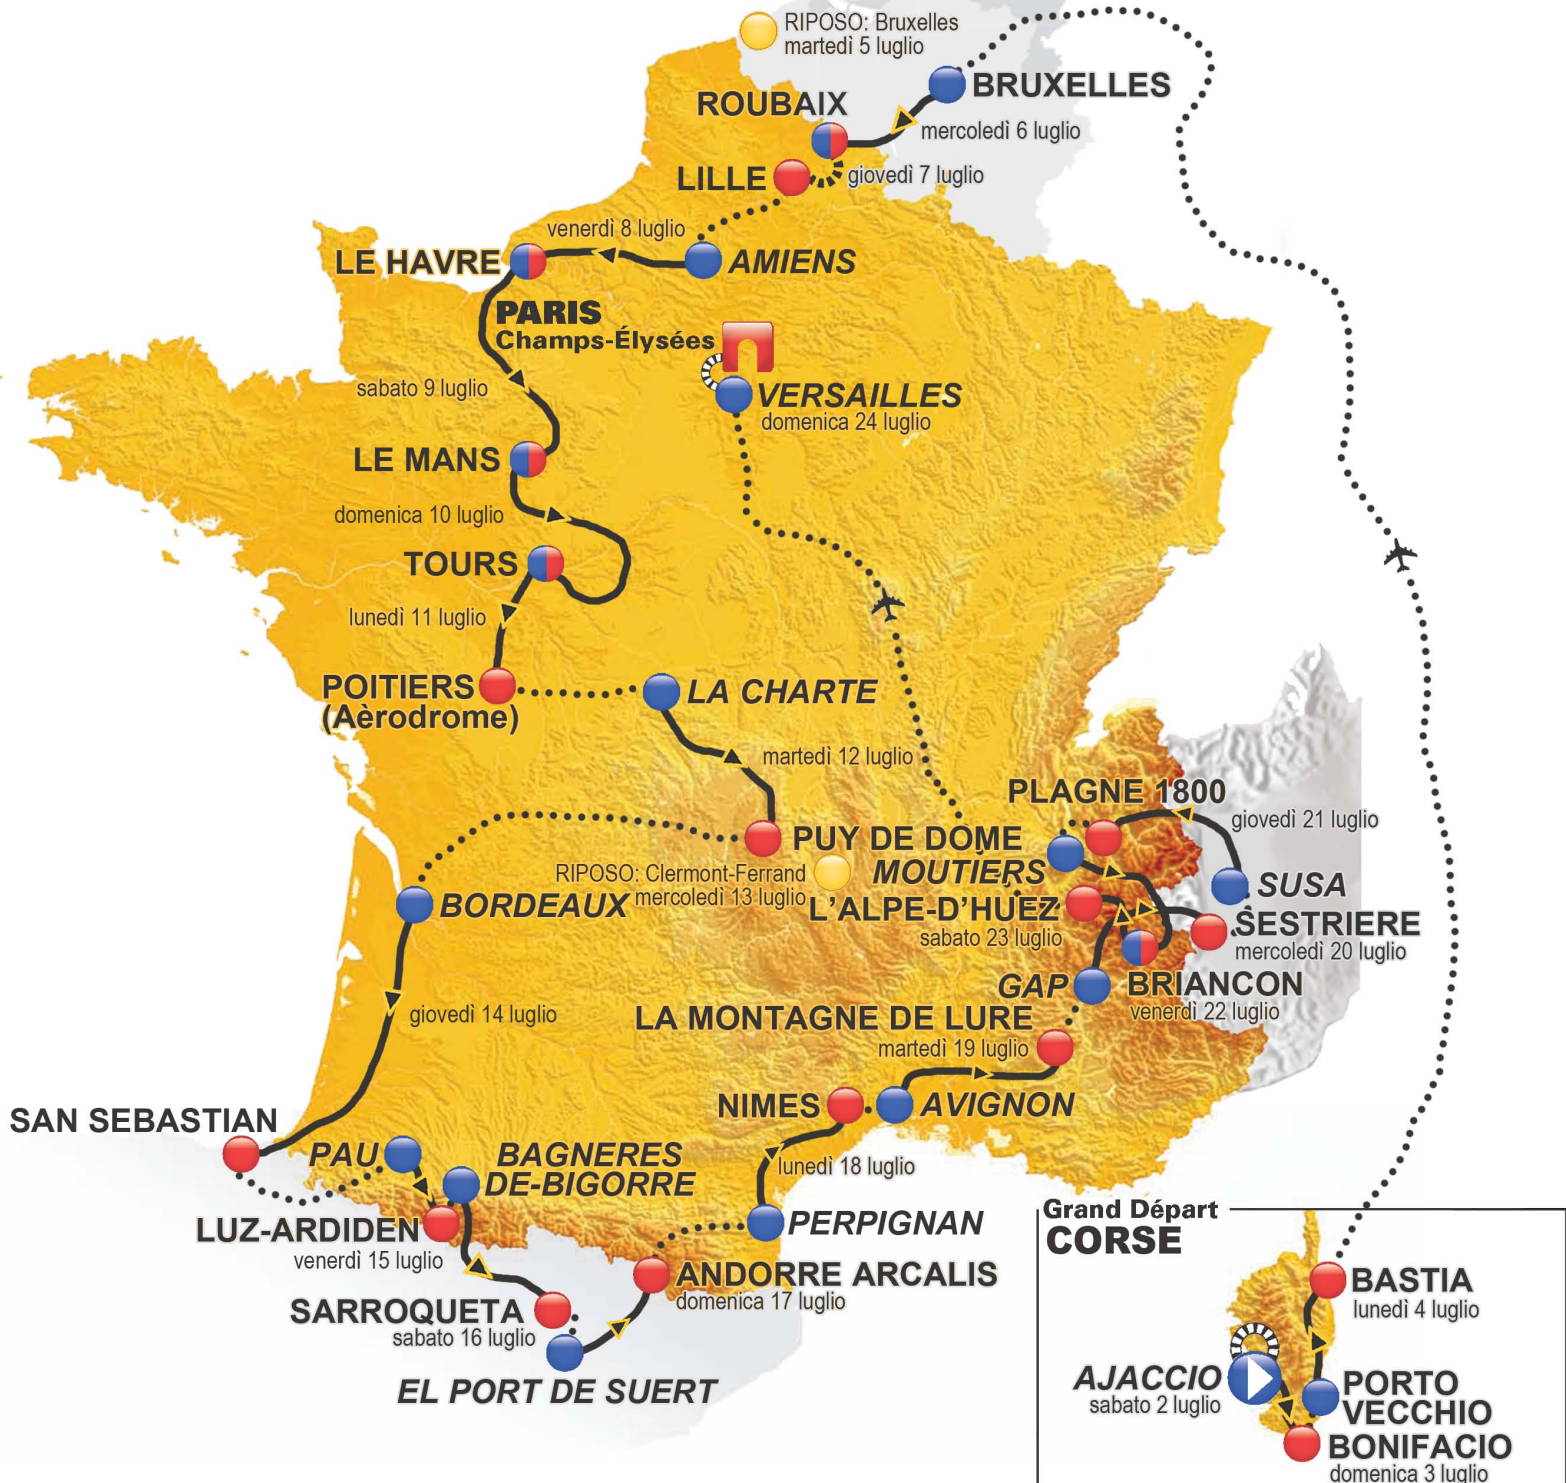 RIPOSO: Bruxelles
martedì 5 luglio
BRUXELLES
ROUBAIX
mercoledì 6 luglio
LILLE
giovedì 7 luglio
venerdì 8 luglio
LE HAVRE
AMIENS
PARIS
Champs-Élysées
sabato 9 luglio
VERSAILLES
domenica 24 luglio
LE MANS
domenica 10 luglio
TOURS
lunedì 11 luglio
POITIERS
(Aèrodrome)
LA CHARTE
martedì 12 luglio
PLAGNE 1800
giovedì 21 luglio
PUY DE DOME
RIPOSO: Clermont-Ferrand
mercoledì 13 luglio
MOUTIERS
SUSA
BORDEAUX
L'ALPE-D'HUEZ
sabato 23 luglio
SESTRIERE
mercoledì 20 luglio
GAP
BRIANCON
venerdì 22 luglio
giovedì 14 luglio
LA MONTAGNE DE LURE
martedì 19 luglio
NIMES
AVIGNON
SAN SEBASTIAN
PAU
BAGNERES
DE-BIGORRE
lunedì 18 luglio
LUZ-ARDIDEN
venerdì 15 luglio
PERPIGNAN
ANDORRE ARCALIS
domenica 17 luglio
SARROQUETA
sabato 16 luglio
EL PORT DE SUERT
Grand Départ
CORSE
BASTIA
lunedì 4 luglio
AJACCIO
sabato 2 luglio
PORTO
VECCHIO
BONIFACIO
domenica 3 luglio